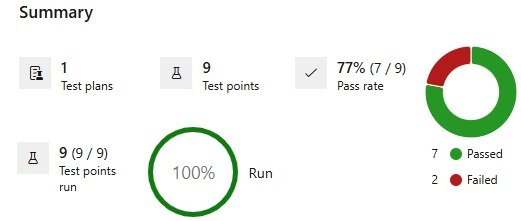 Summary
1
Test plans
9
Test points
77% (7 / 9)
Pass rate
9 (9 / 9)
Test points
run
100%
Run
7 Passed
2 Failed